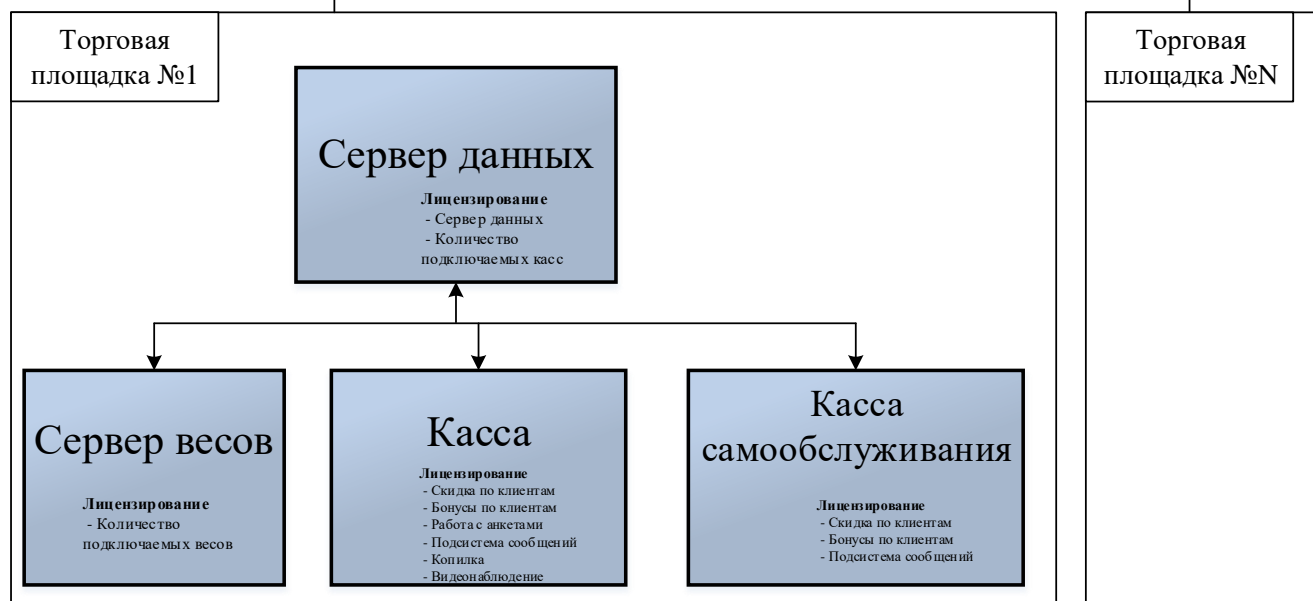 Торговая
площадка №1
Торговая
площадка №N
Сервер данных
Лицензирование
- Сервер данных
- Количество
подключаемых касс
Сервер весов
Лицензирование
- Количество
подключаемых весов
Касса
Лицензирование
- Скидка по клиентам
- Бонусы по клиентам
- Работа с анкетами
- Подсистема сообщений
- Копилка
- Видеонаблюдение
Касса
самообслуживания
Лицензирование
- Скидка по клиентам
- Бонусы по клиентам
- Подсистема сообщений